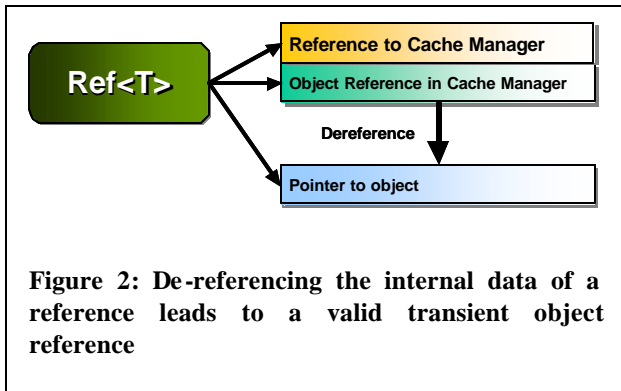 Ref<T>
Reference to Cache Manager
Object Reference in Cache Manager
Dereference
Pointer to object
Figure 2: De-referencing the internal data of a
reference leads to a valid transient object
reference